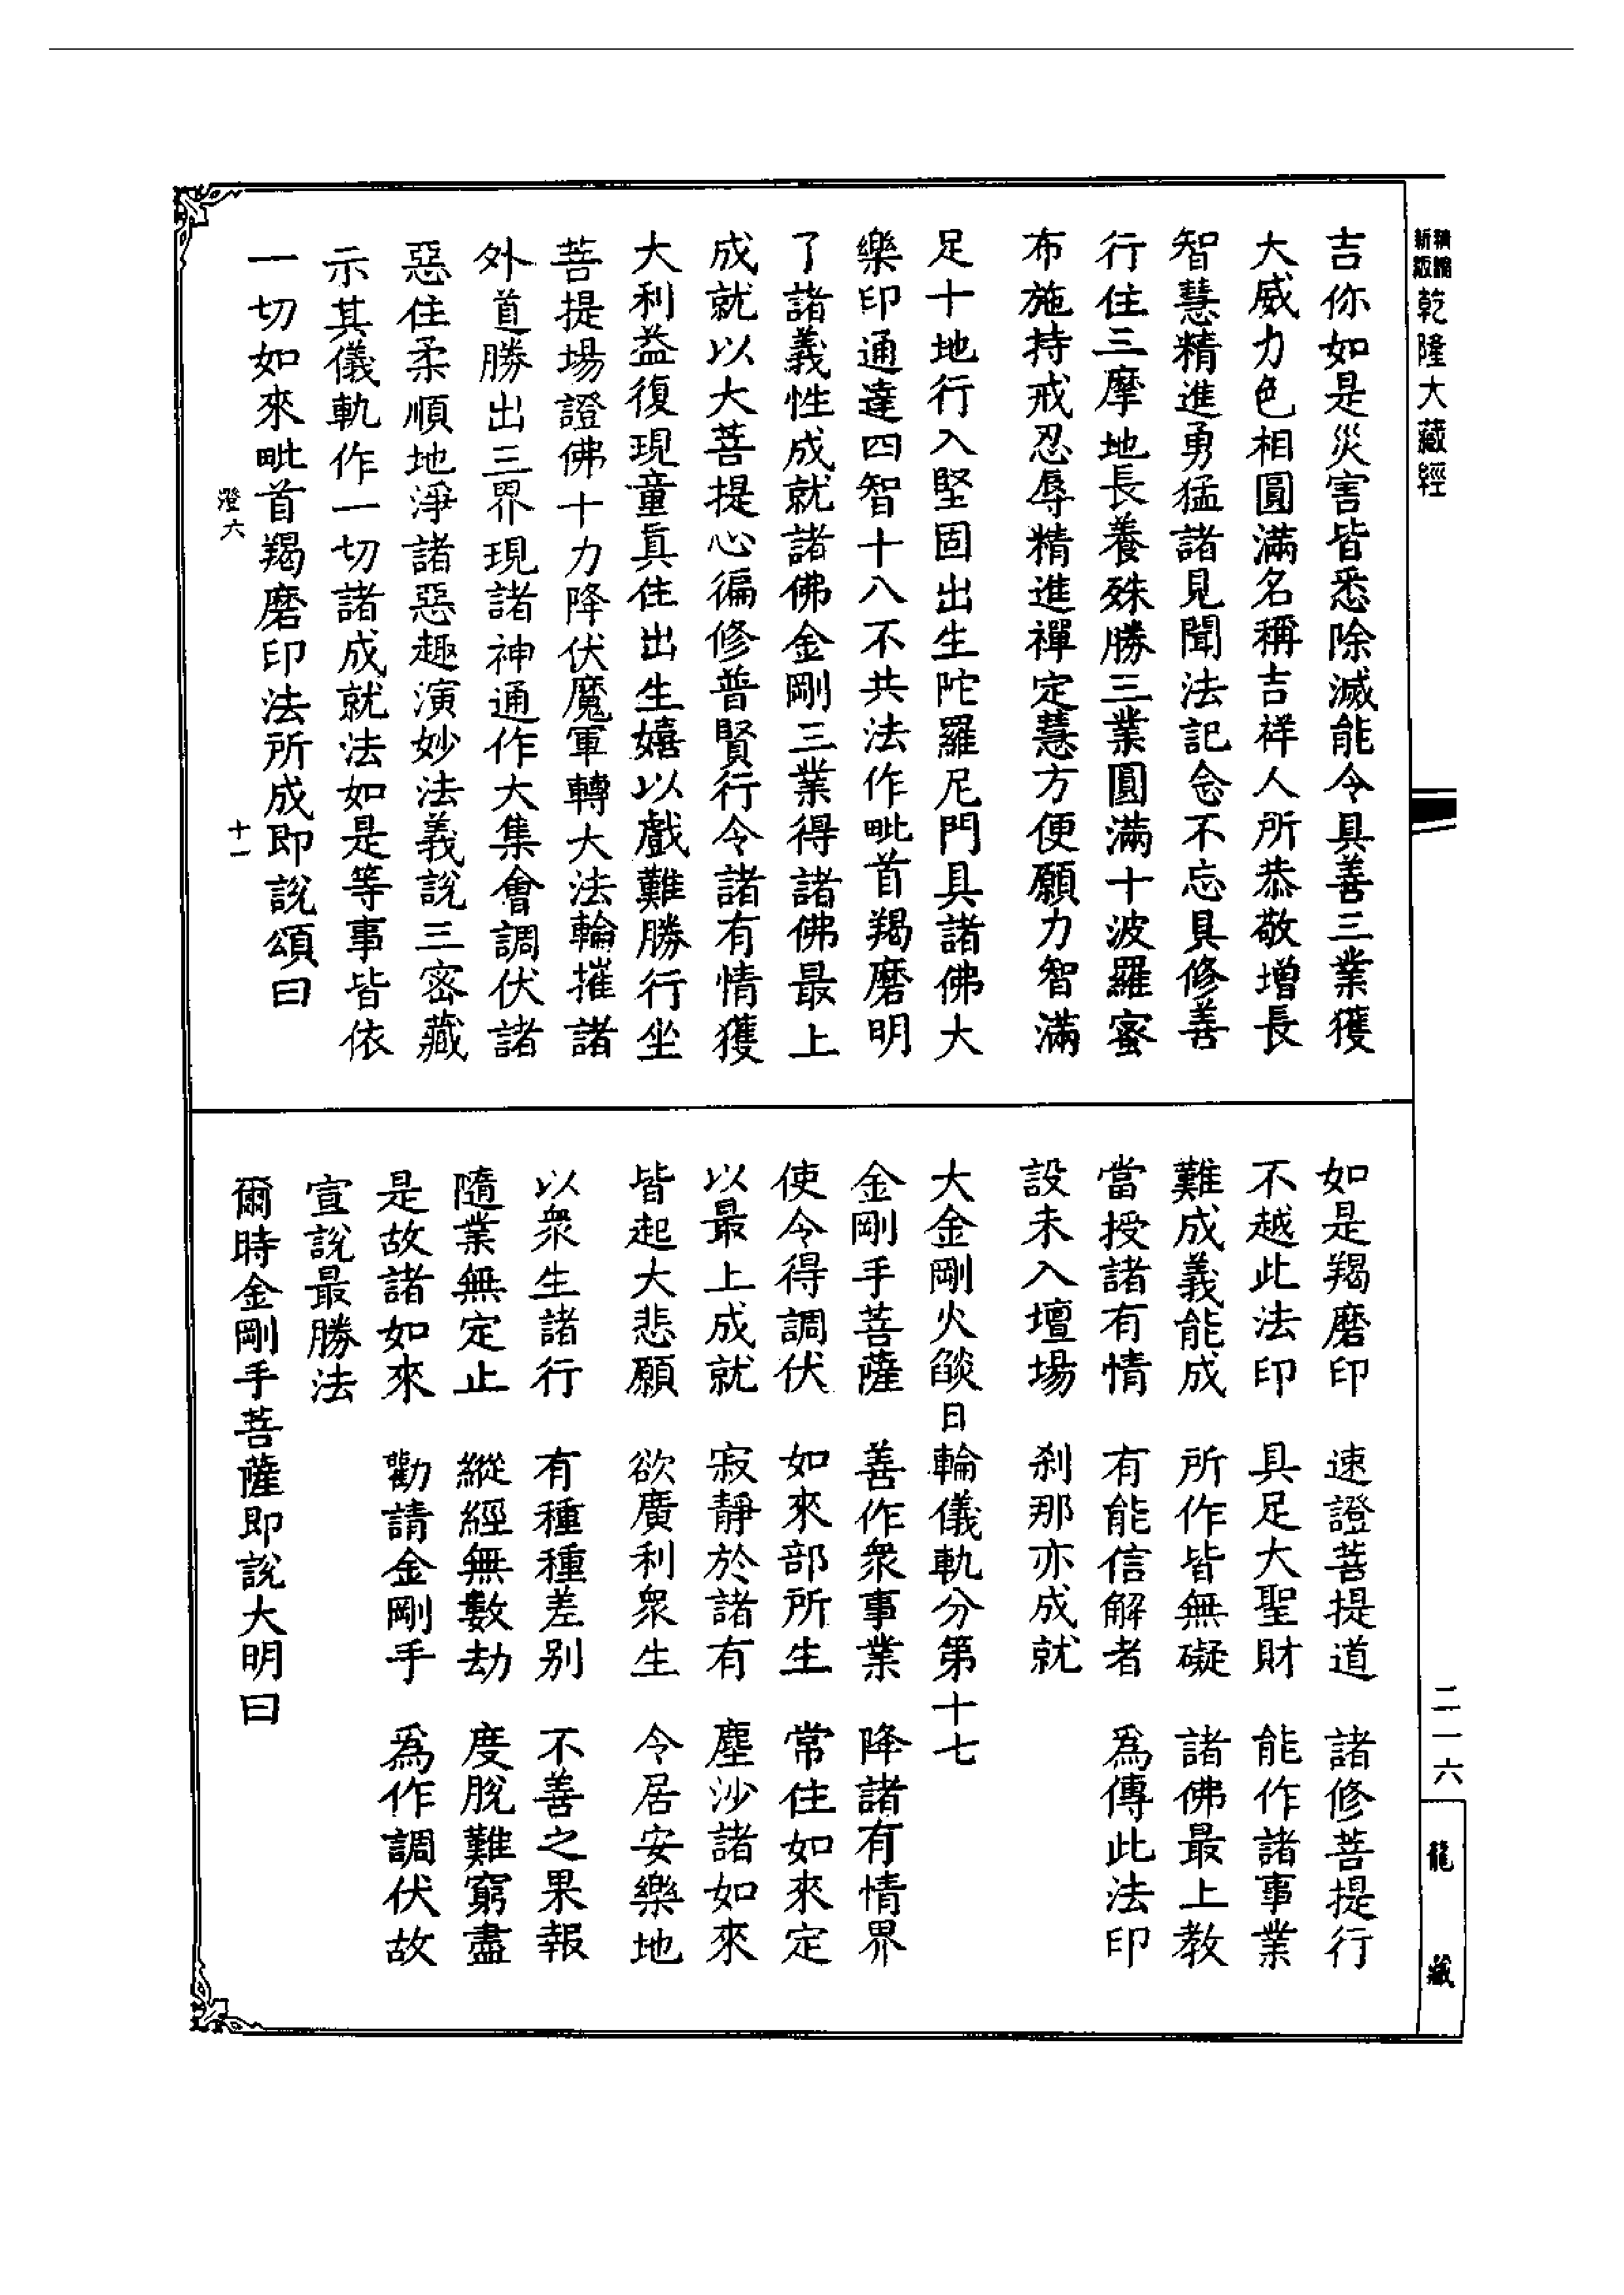 精縮新版乾隆大藏經
吉你如是災害皆悉除滅能令具善三業獲
大威力色相圓滿名稱吉祥人所恭敬增長
智慧精進勇猛諸見聞法記念不忘具修善
行住三摩地長養殊勝三業圓滿十波羅蜜
布施持戒忍辱精進禪定慧方便願力智滿
足十地行入堅固出生陀羅尼門具諸佛大
樂印通達四智十八不共法作毗首羯磨明
了諸義性成就諸佛金剛三業得諸佛最上
成就以大菩提心徧修普賢行令諸有情獲
大利益復現童真住出生嬉以戲難勝行坐
菩提場證佛十力降伏魔軍轉大法輪摧諸
外道勝出三界現諸神通作大集會調伏諸
惡住柔順地淨諸惡趣演妙法義說三密藏
示其儀軌作一切諸成就法如是等事皆依
一切如來毗首羯磨印法所成即說頌曰
澄六 十一
如是羯磨印 速證菩提道 諸修菩提行
不越此法印 具足大聖財 能作諸事業
難成義能成 所作皆無礙 諸佛最上教
當授諸有情 有能信解者 為傳此法印
設未入壇場 剎那亦成就
大金剛火燄日輪儀軌分第十七
金剛手菩薩 善作眾事業 降諸有情界
使令得調伏 如來部所生 常住如來定
以最上成就 寂靜於諸有 塵沙諸如來
皆起大悲願 欲廣利眾生 令居安樂地
以眾生諸行 有種種差別 不善之果報
隨業無定止 縱經無數劫 度脫難窮盡
是故諸如來 勸請金剛手 為作調伏故
宣說最勝法
爾時金剛手菩薩即說大明曰
二一六
龍藏